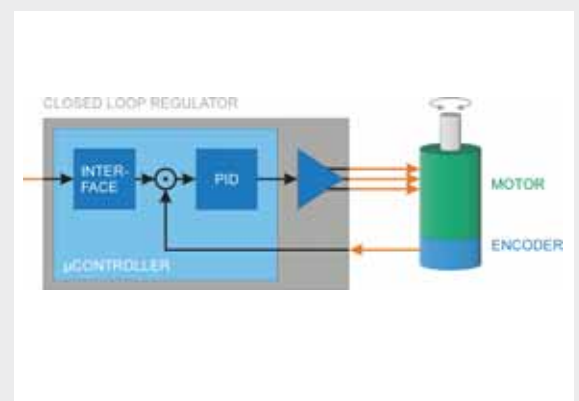 CLOSED LOOP REGULATOR
INTER-
FACE
PID
MOTOR
ENCODER
µCONTROLLER